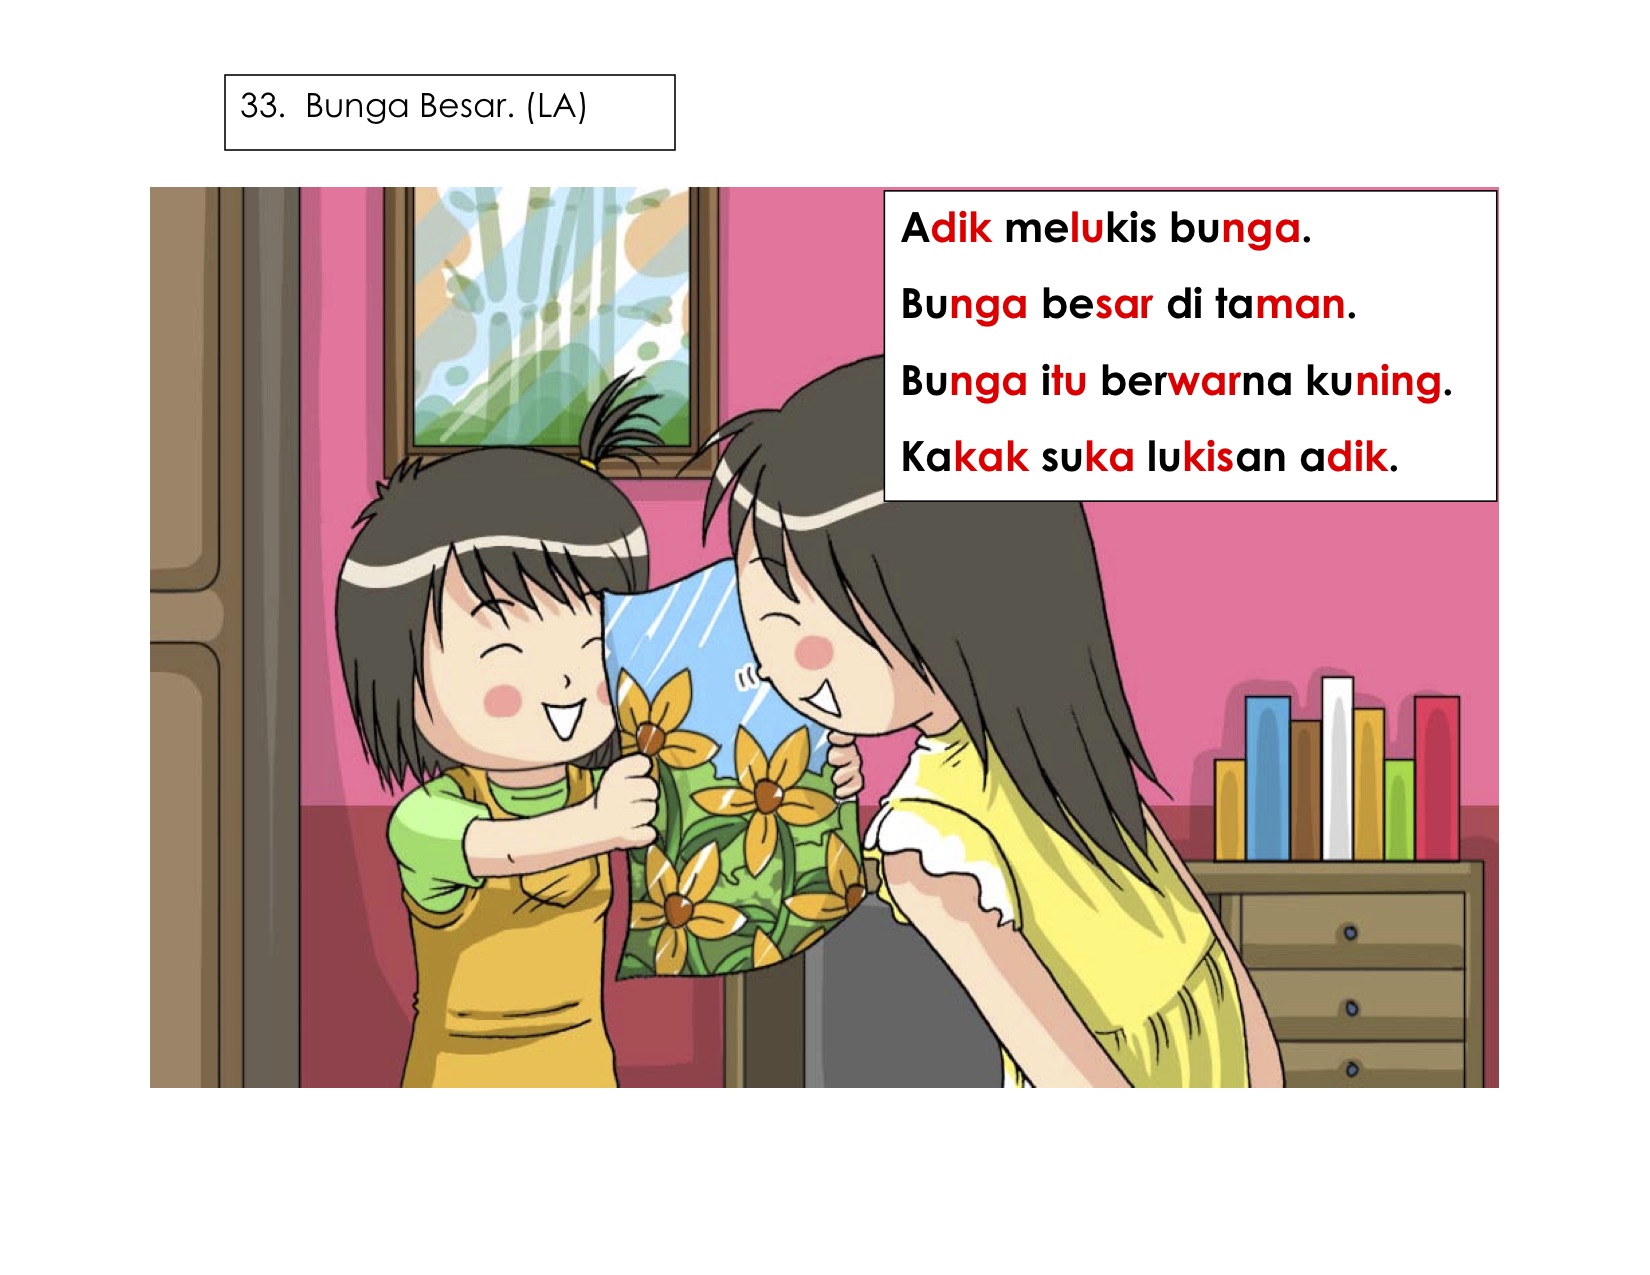 33. Bunga Besar. (LA)
Adik melukis bunga.
Bunga besar di taman.
Bunga itu berwarna kuning.
Kakak suka lukisan adik.